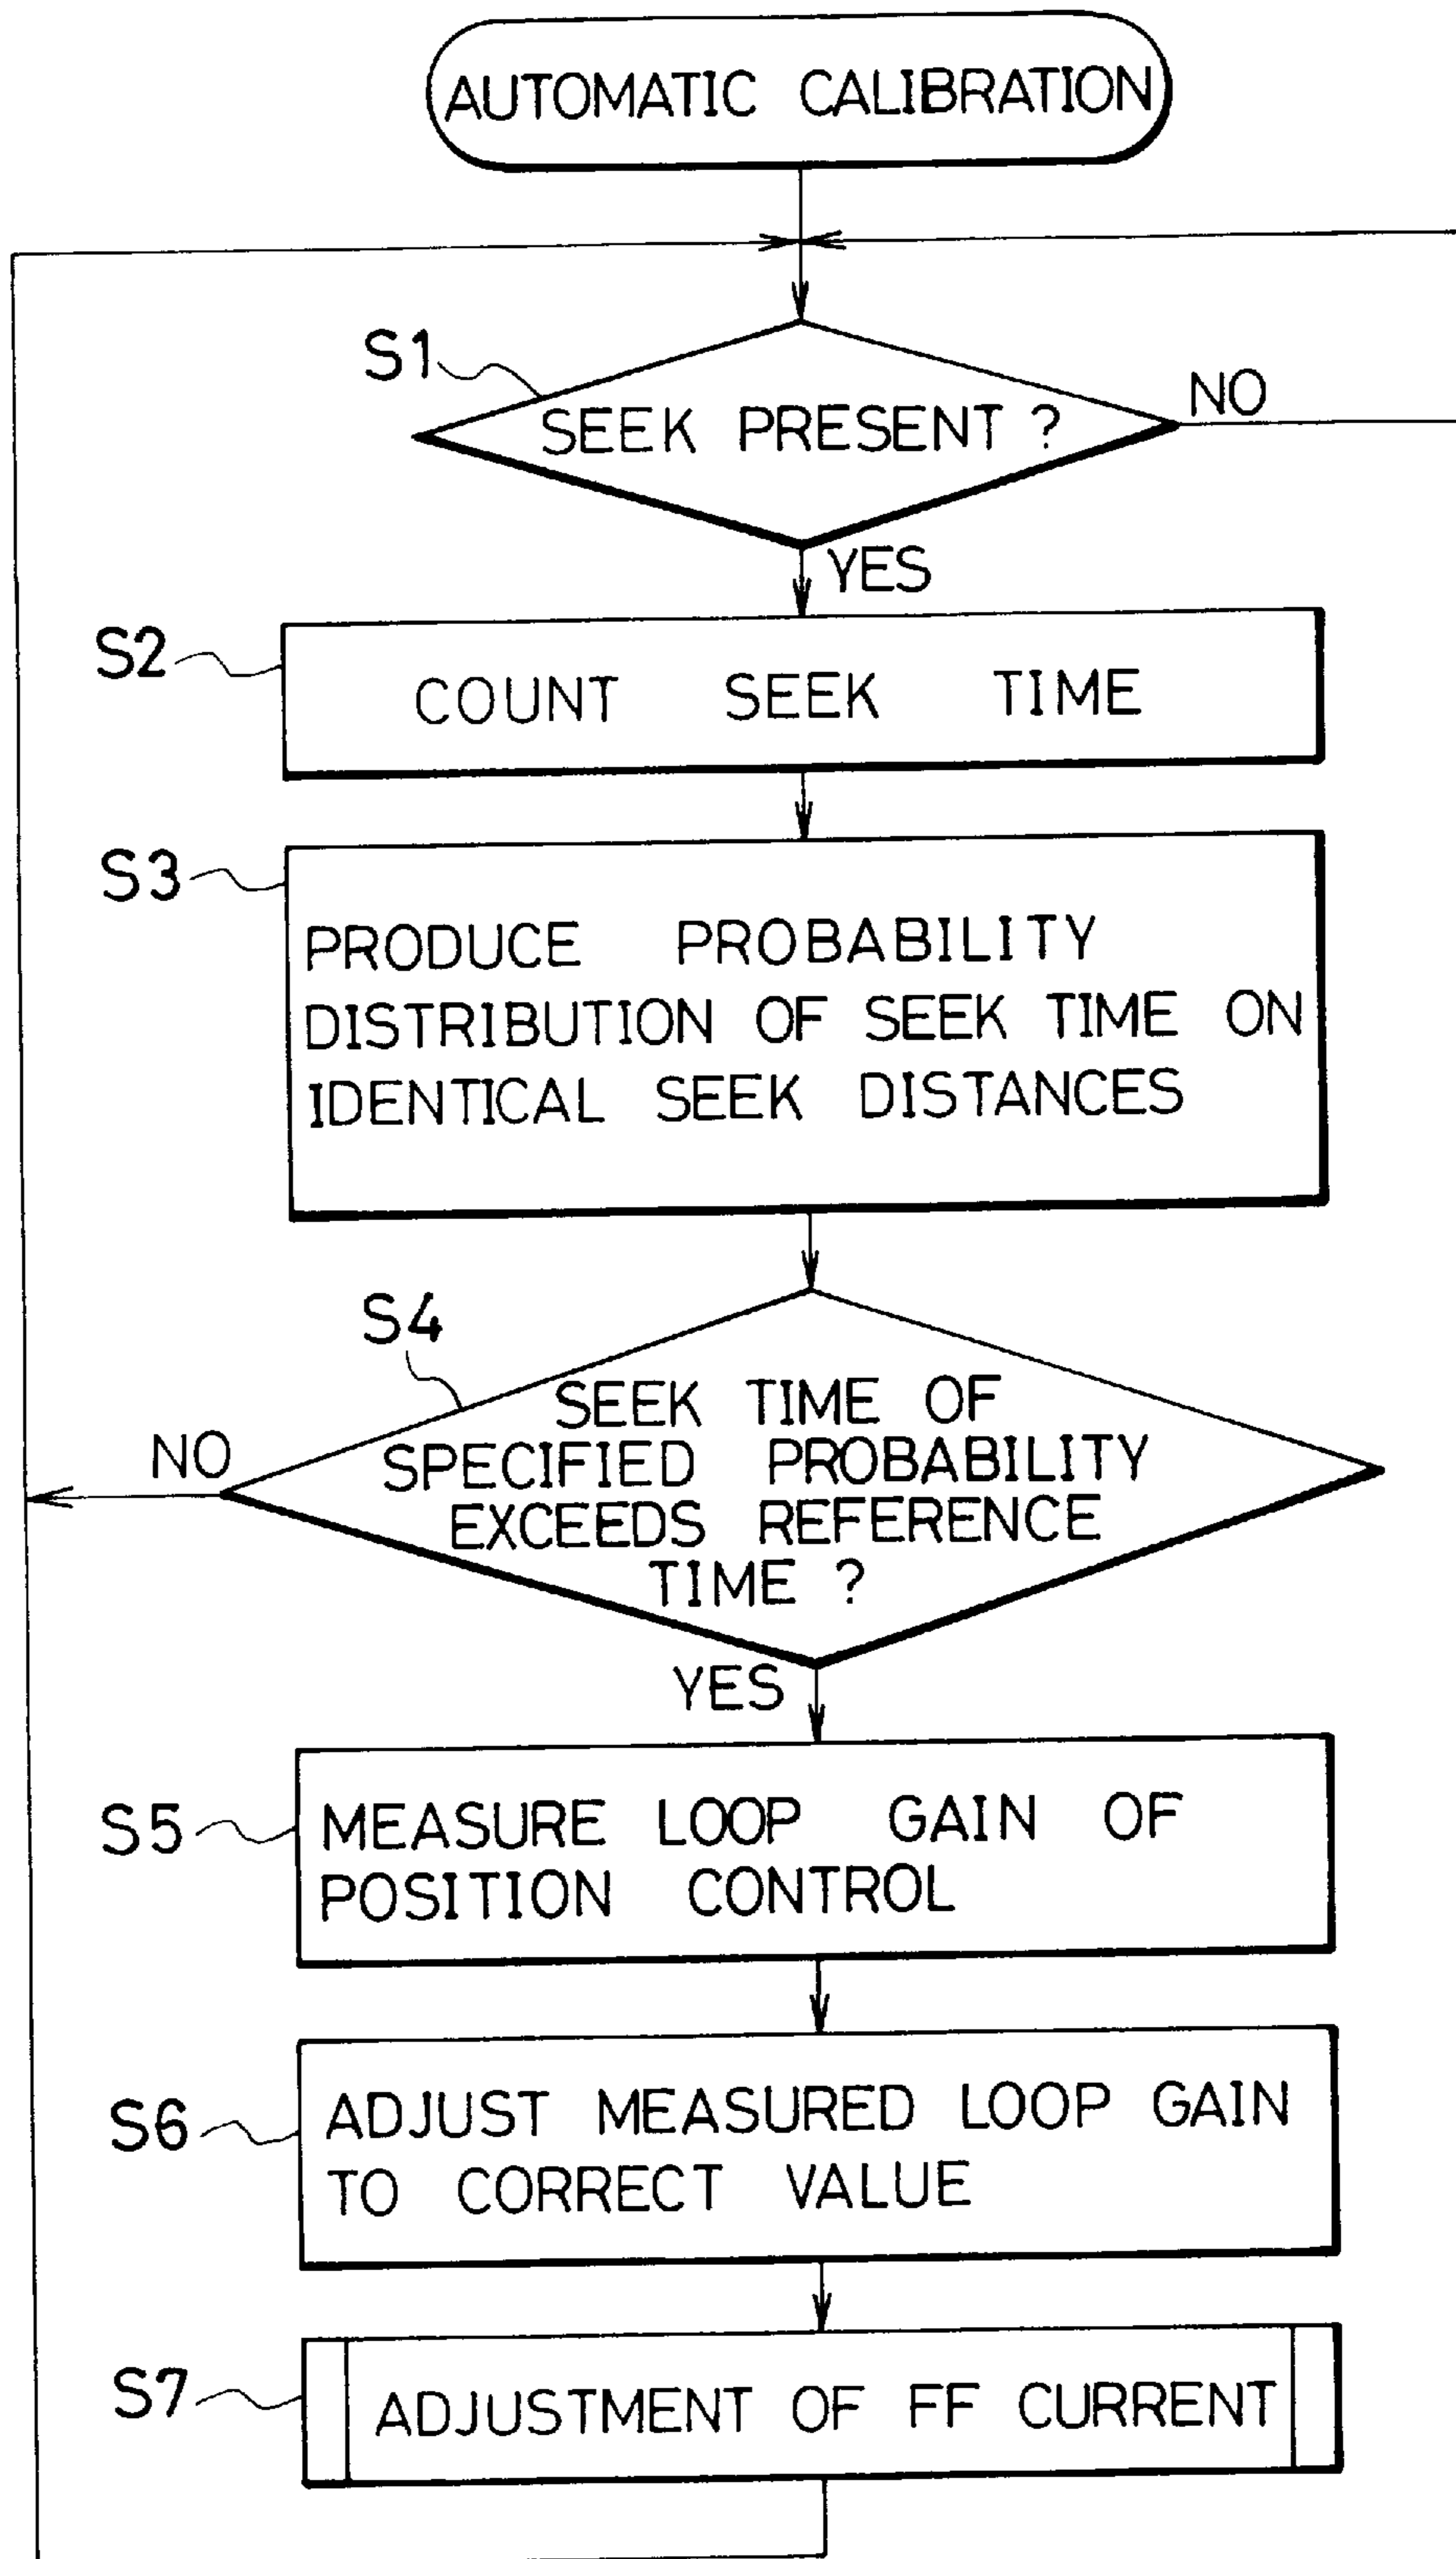 AUTOMATIC CALIBRATION
S1
SEEK PRESENT ?
NO
YES
S2
COUNT SEEK TIME
S3
PRODUCE PROBABILITY
DISTRIBUTION OF SEEK TIME ON
IDENTICAL SEEK DISTANCES
S4
SEEK TIME OF
SPECIFIED PROBABILITY
EXCEEDS REFERENCE
TIME ?
NO
YES
S5
MEASURE LOOP GAIN OF
POSITION CONTROL
S6
ADJUST MEASURED LOOP GAIN
TO CORRECT VALUE
S7
ADJUSTMENT OF FF CURRENT